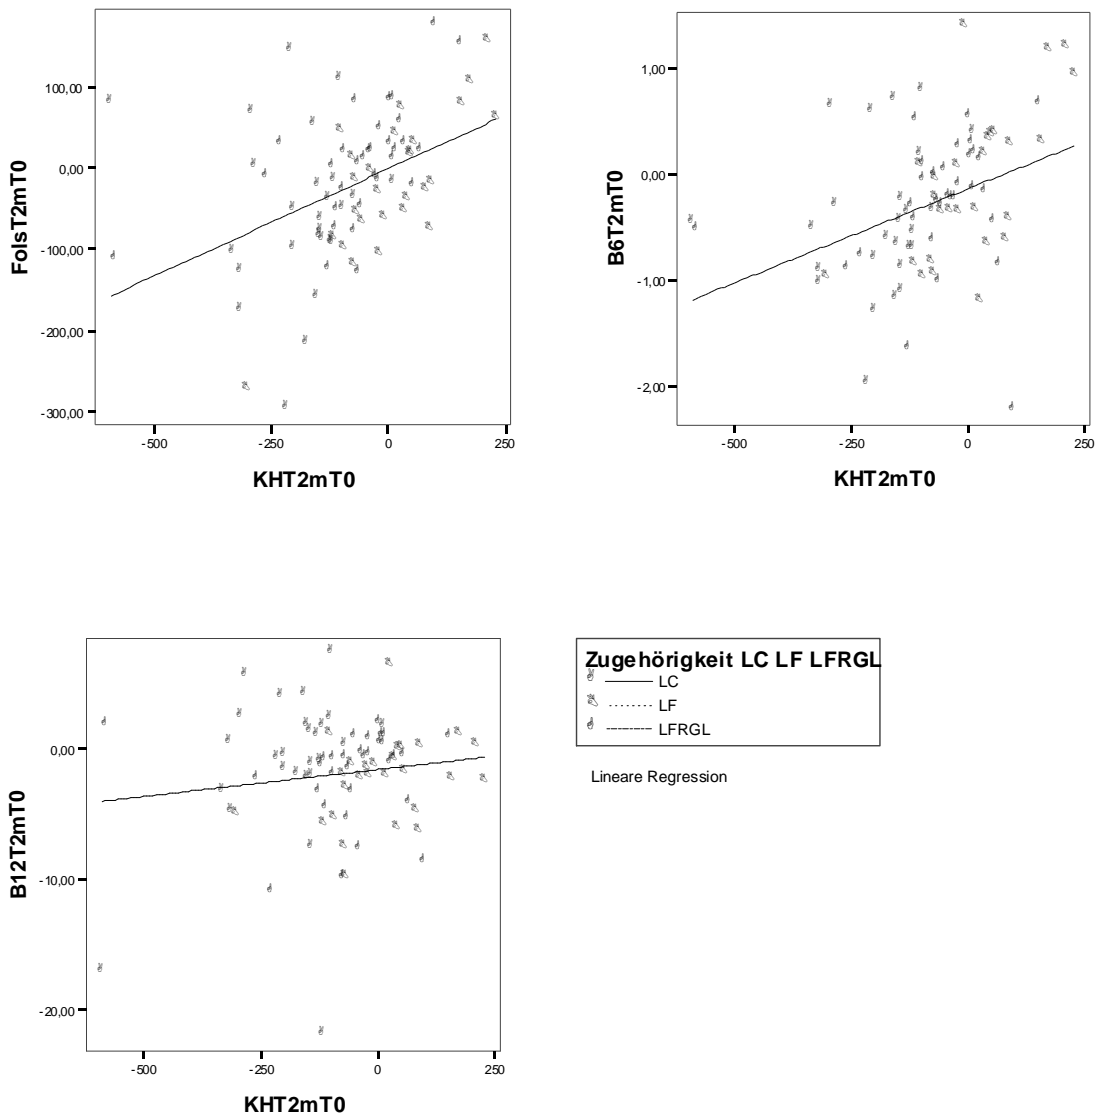 100,00
0,00
-100,00
-200,00
-300,00
FolsT2mT0
-500
-250
0
250
KHT2mT0
1,00
0,00
-1,00
-2,00
B6T2mT0
-500
-250
0
250
KHT2mT0
0,00
-10,00
-20,00
B12T2mT0
-500
-250
0
250
KHT2mT0
Zugehörigkeit LC LF LFRGL
LC
LF
LFRGL
Lineare Regression